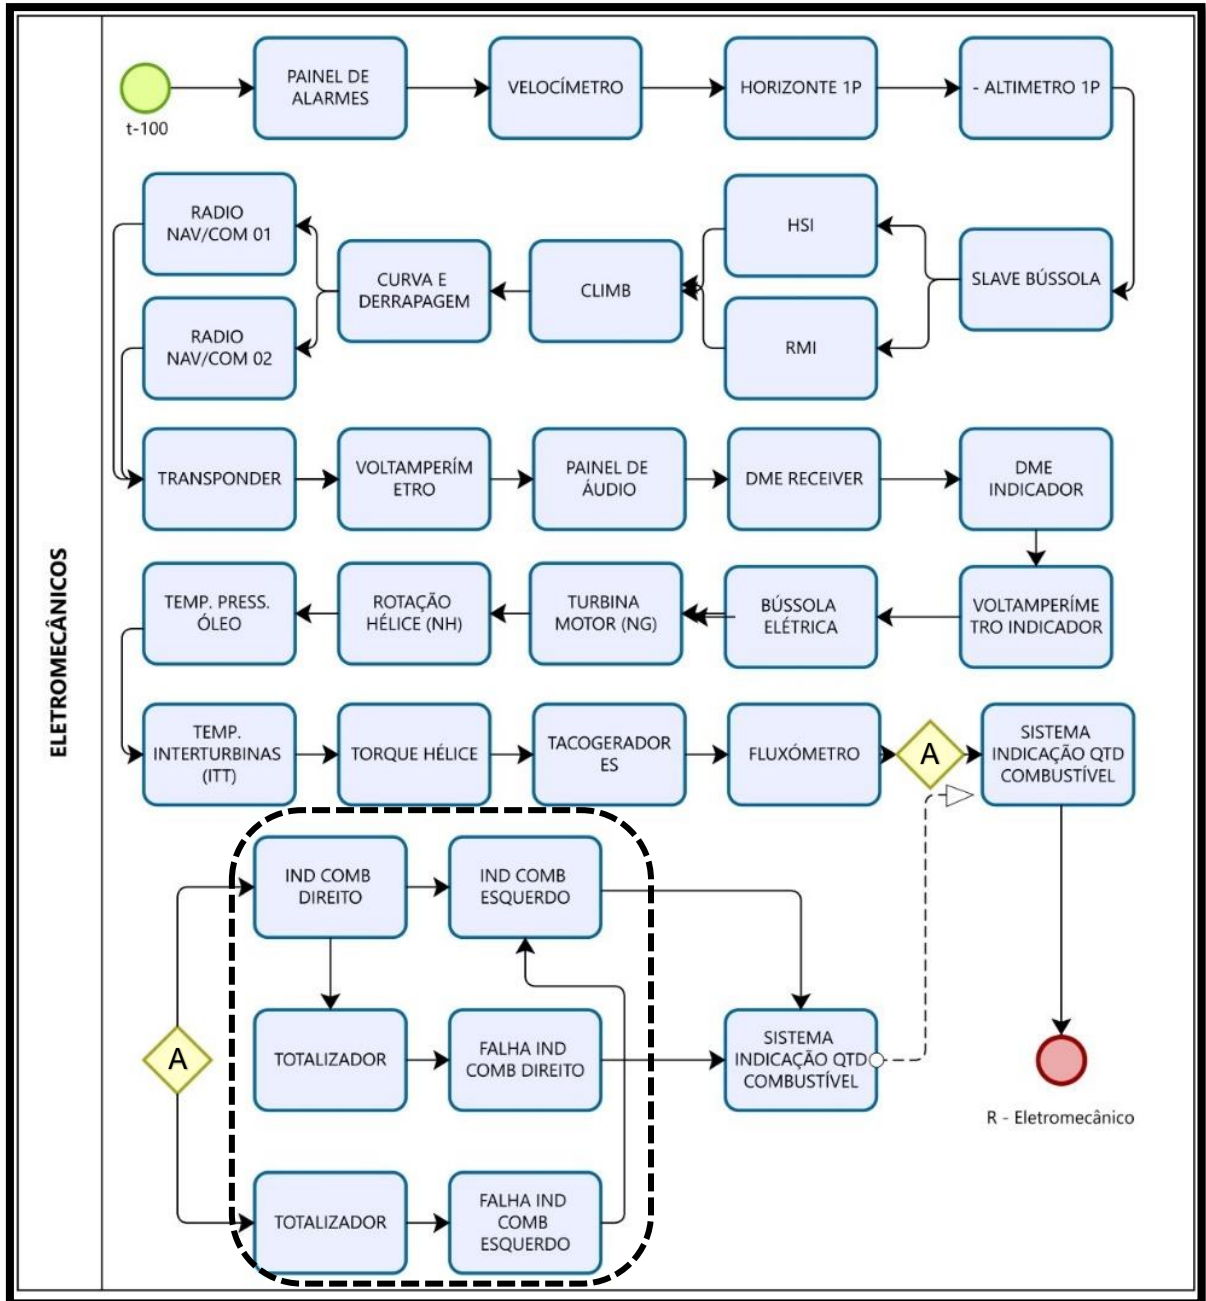 ELETROMECÂNICOS
t-100
PAINEL DE
ALARMES
VELOCÍMETRO
HORIZONTE 1P
- ALTIMETRO 1P
SLAVE BÚSSOLA
HSI
RMI
CLIMB
CURVA E
DERRAPAGEM
RADIO
NAV/COM 01
RADIO
NAV/COM 02
TRANSPONDER
VOLTAMPERÍM
ETRO
PAINEL DE
ÁUDIO
DME RECEIVER
DME
INDICADOR
VOLTAMPERÍME
TRO INDICADOR
BÚSSOLA
ELÉTRICA
TURBINA
MOTOR (NG)
ROTAÇÃO
HÉLICE (NH)
TEMP. PRESS.
ÓLEO
TEMP.
INTERTURBINAS
(ITT)
TORQUE HÉLICE
TACOGERADOR
ES
FLUXÓMETRO
A
SISTEMA
INDICAÇÃO QTD
COMBUSTÍVEL
A
IND COMB
DIREITO
IND COMB
ESQUERDO
TOTALIZADOR
FALHA IND
COMB DIREITO
SISTEMA
INDICAÇÃO QTD
COMBUSTÍVEL
TOTALIZADOR
FALHA IND
COMB
ESQUERDO
R - Eletromecânico